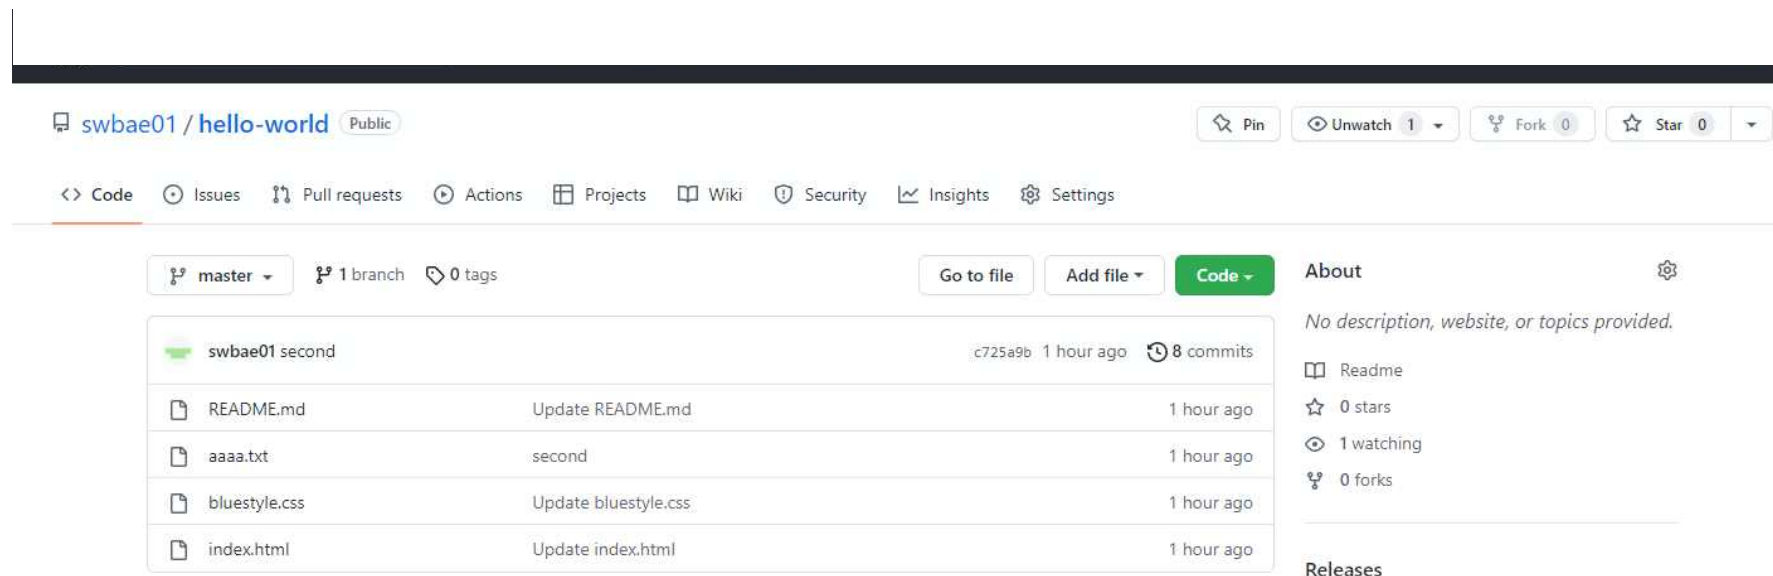 swbae01 / hello-world Public Pin Unwatch 1 Fork 0 Star 0
Code Issues Pull requests Actions Projects Wiki Security Insights Settings
master 1 branch 0 tags Go to file Add file Code
swbae01 second c725a9b 1 hour ago 8 commits
README.md Update README.md 1 hour ago
aaaa.txt second 1 hour ago
bluestyle.css Update bluestyle.css 1 hour ago
index.html Update index.html 1 hour ago
About
No description, website, or topics provided.
Readme
0 stars
1 watching
0 forks
Releases